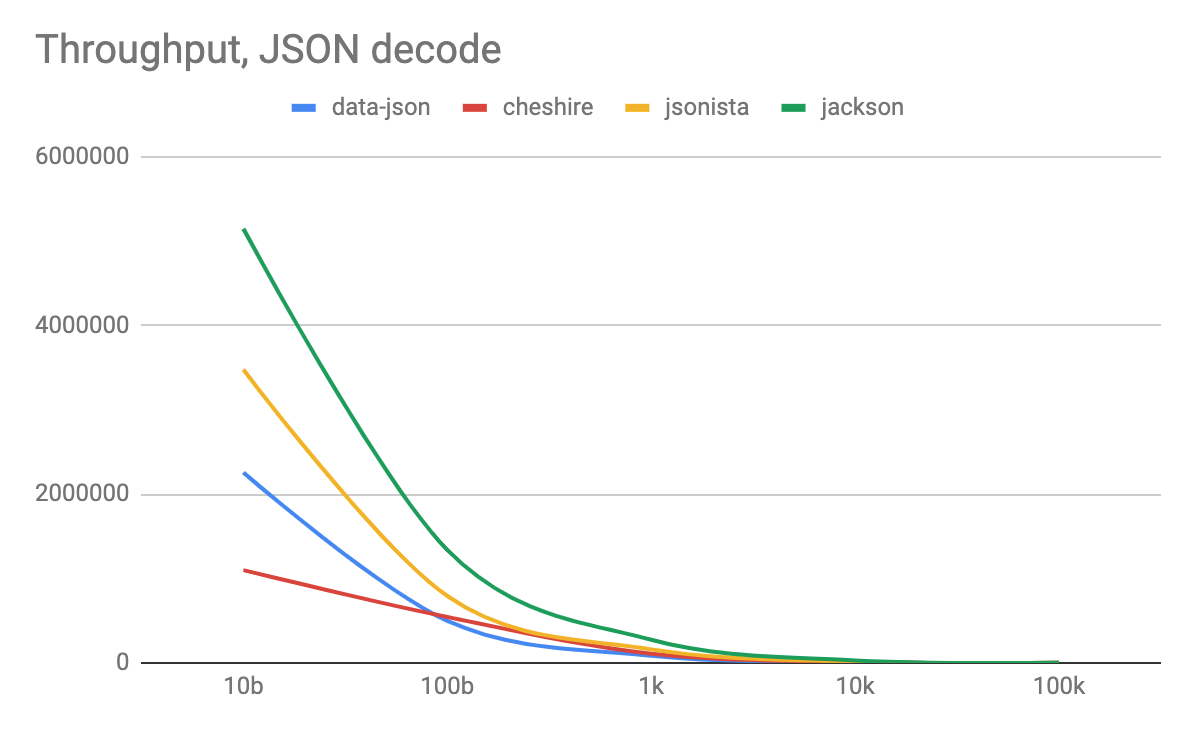 Throughput, JSON decode
data-json cheshire jsonista jackson
6000000
4000000
2000000
0
10b 100b 1k 10k 100k